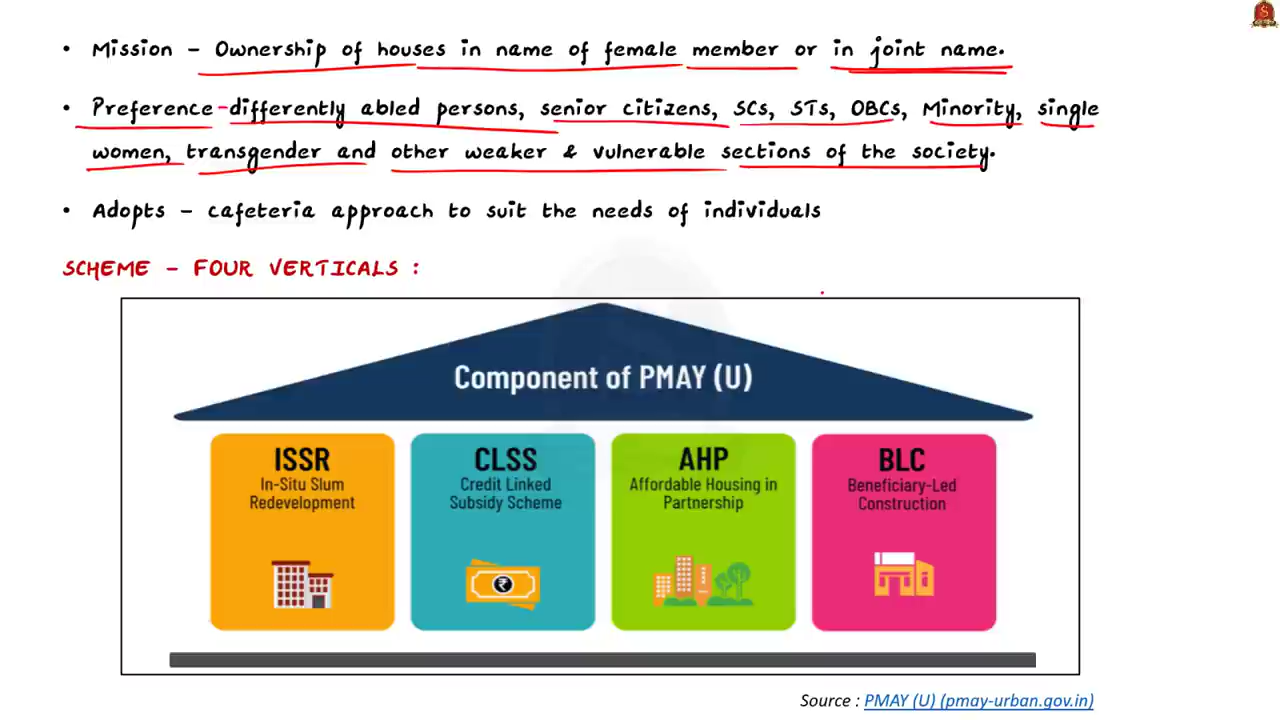 • Mission – Ownership of houses in name of female member or in joint name.
• Preference - differently abled persons, senior citizens, SCs, STs, OBCs, Minority, single
women, transgender and other weaker & vulnerable sections of the society.
• Adopts – cafeteria approach to suit the needs of individuals
SCHEME – FOUR VERTICALS :
Component of PMAY (U)
ISSR
In-Situ Slum
Redevelopment
CLSS
Credit Linked
Subsidy Scheme
AHP
Affordable Housing in
Partnership
BLC
Beneficiary-Led
Construction
₹
Source : PMAY (U) (pmay-urban.gov.in)